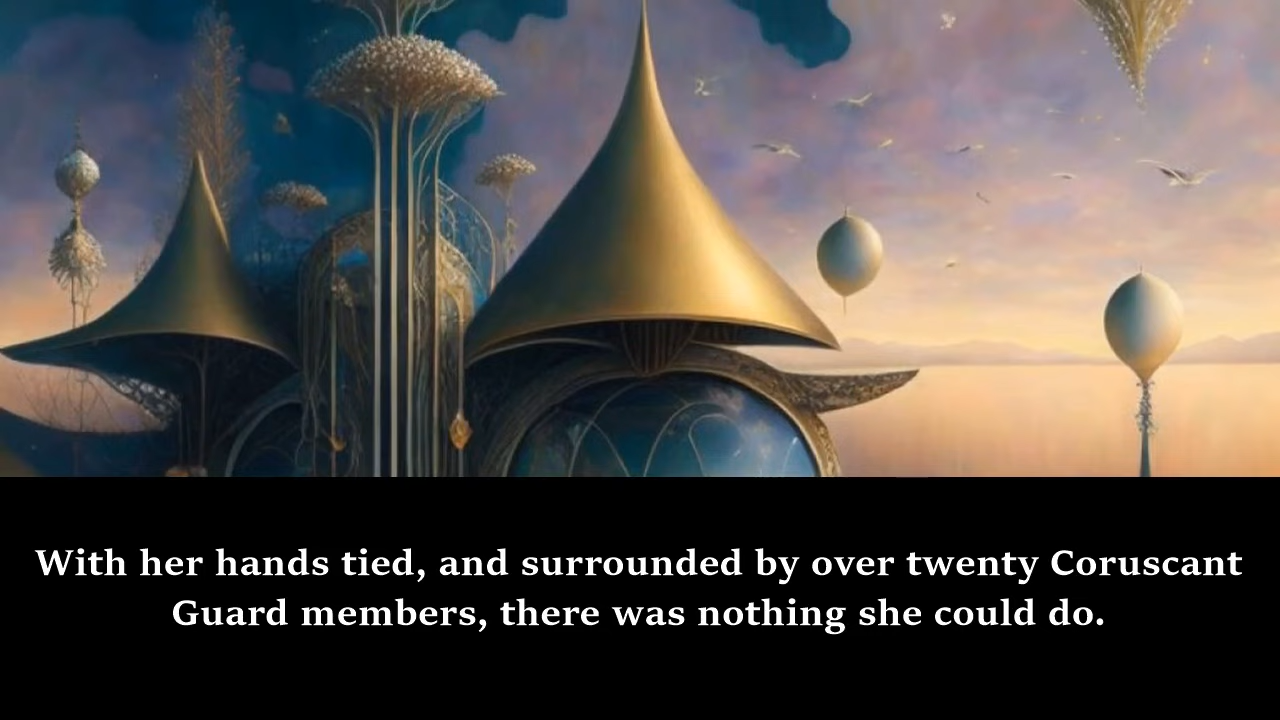 With her hands tied, and surrounded by over twenty Coruscant
Guard members, there was nothing she could do.